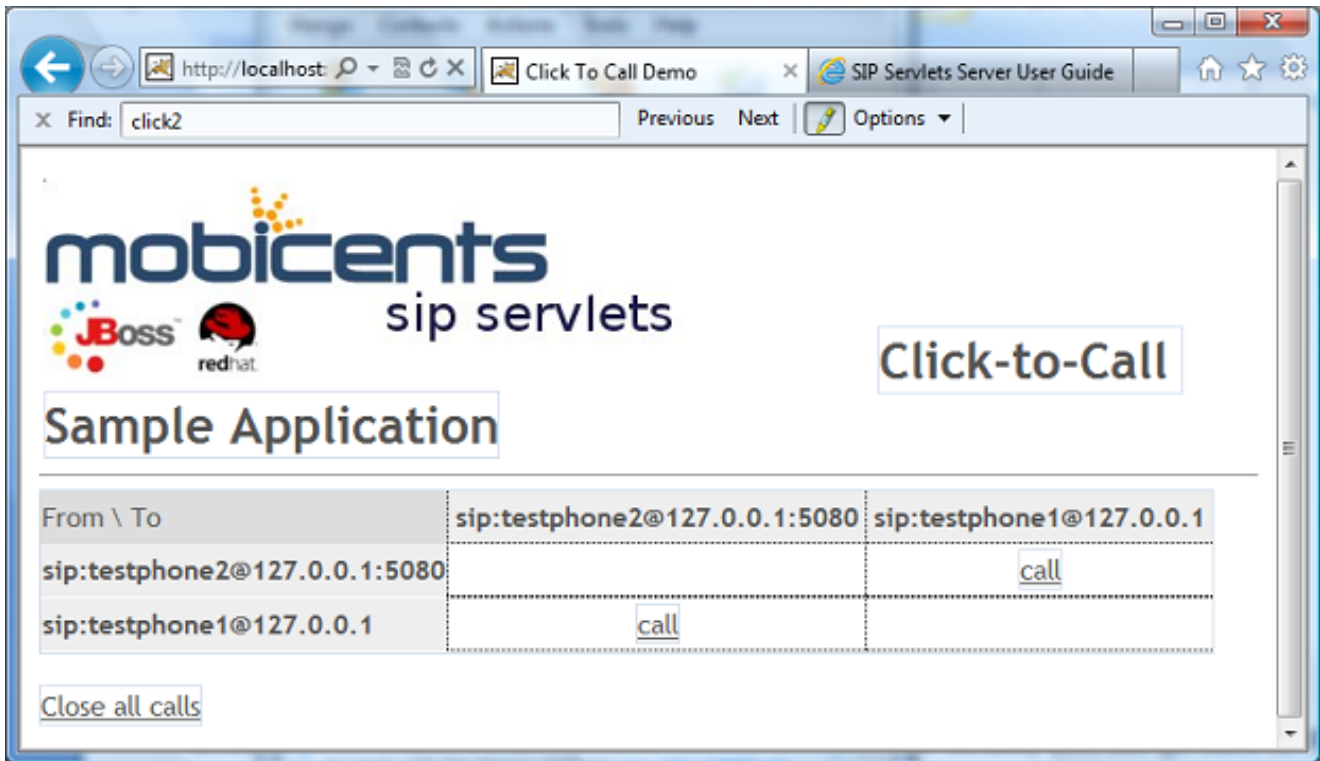 http://localhost:
Click To Call Demo
SIP Servlets Server User Guide
Find: click2
Previous Next Options
mobicents
sip servlets
JBoss
redhat
Click-to-Call
Sample Application
From \ To sip:testphone2@127.0.0.1:5080 sip:testphone1@127.0.0.1
sip:testphone2@127.0.0.1:5080 call
sip:testphone1@127.0.0.1 call
Close all calls